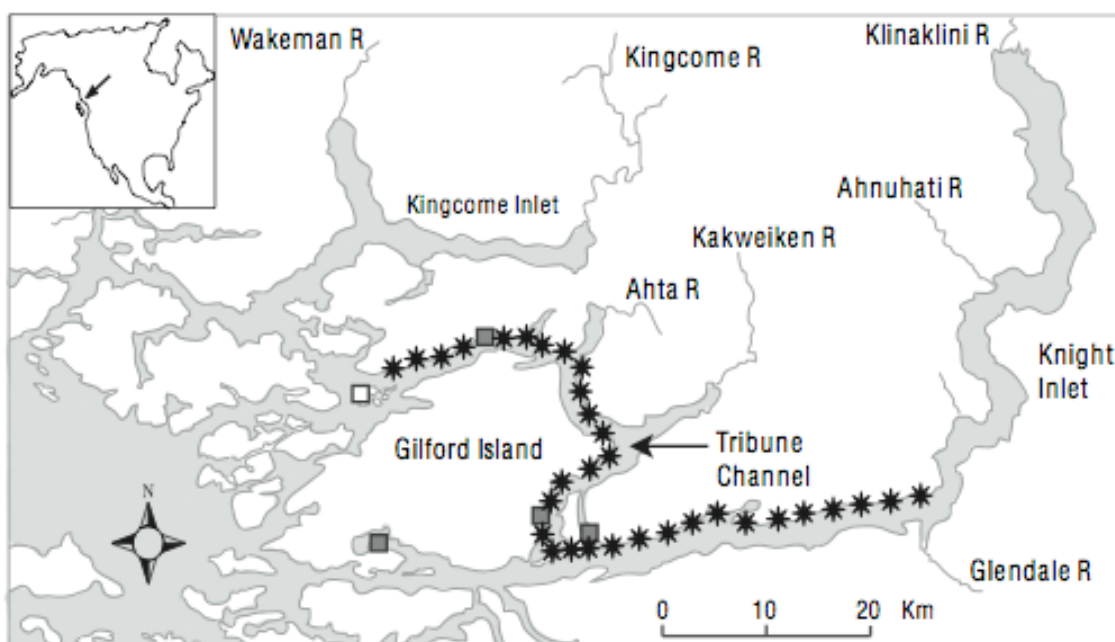 Wakeman R
Kingcome R
Klinaklini R
Kingcome Inlet
Ahnuhati R
Kakweiken R
Ahta R
Knight
Inlet
Gilford Island
Tribune
Channel
N
Glendale R
0 10 20 Km